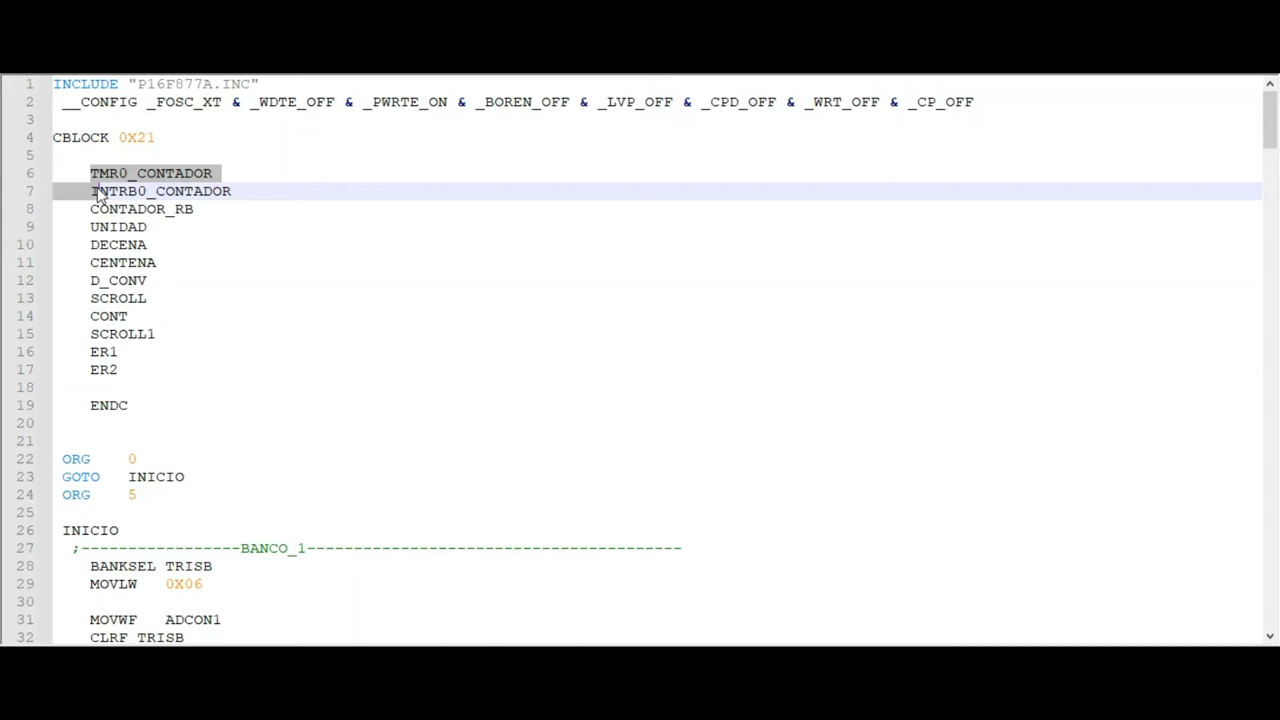 1 INCLUDE "P16F877A.INC"
2 __CONFIG _FOSC_XT & _WDTE_OFF & _PWRTE_ON & _BOREN_OFF & _LVP_OFF & _CPD_OFF & _WRT_OFF & _CP_OFF
3
4 CBLOCK 0X21
5
6 TMR0_CONTADOR
7 INTRB0_CONTADOR
8 CONTADOR_RB
9 UNIDAD
10 DECENA
11 CENTENA
12 D_CONV
13 SCROLL
14 CONT
15 SCROLL1
16 ER1
17 ER2
18
19 ENDC
20
21
22 ORG 0
23 GOTO INICIO
24 ORG 5
25
26 INICIO
27 ;-----------------BANCO_1----------------------------------------
28 BANKSEL TRISB
29 MOVLW 0X06
30
31 MOVWF ADCON1
32 CLRF TRISB